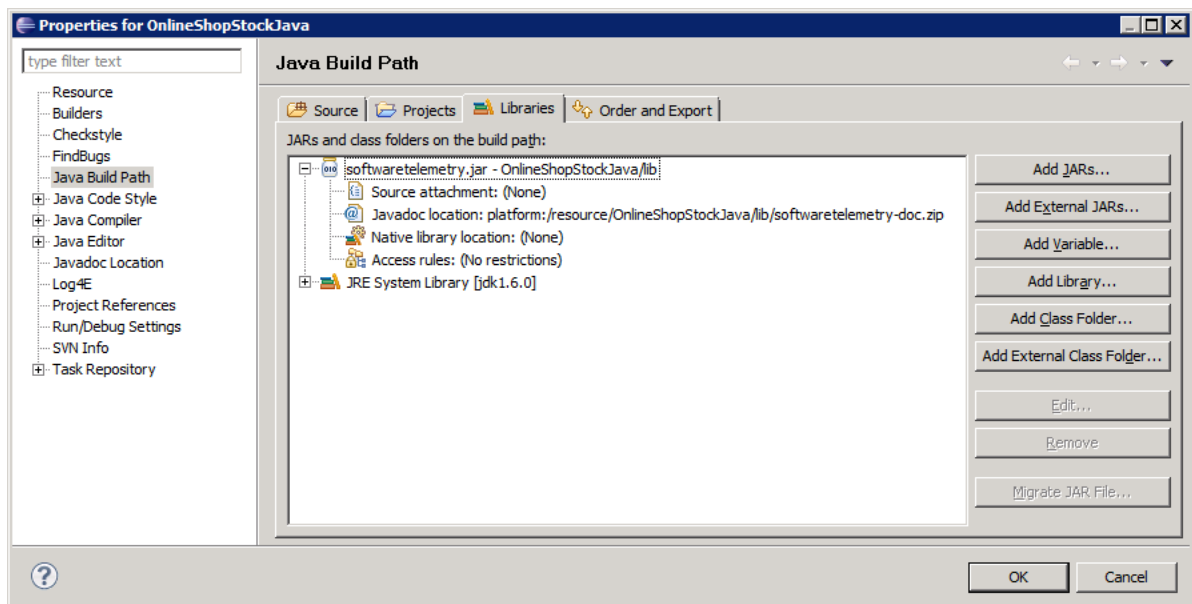 Properties for OnlineShopStockJava
type filter text
Resource
Builders
Checkstyle
FindBugs
Java Build Path
Java Code Style
Java Compiler
Java Editor
Javadoc Location
Log4E
Project References
Run/Debug Settings
SVN Info
Task Repository
Java Build Path
Source Projects Libraries Order and Export
JARs and class folders on the build path:
softwaretelemetry.jar - OnlineShopStockJava/lib
Source attachment: (None)
Javadoc location: platform:/resource/OnlineShopStockJava/lib/softwaretelemetry-doc.zip
Native library location: (None)
Access rules: (No restrictions)
JRE System Library [jdk1.6.0]
Add JARs...
Add External JARs...
Add Variable...
Add Library...
Add Class Folder...
Add External Class Folder...
Edit...
Remove
Migrate JAR File...
OK Cancel